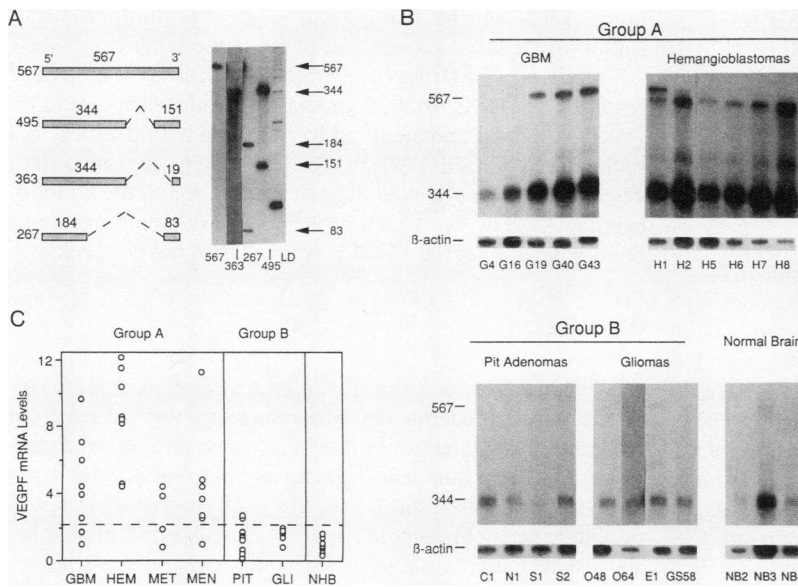 A
5' 567 3'
567
344 151
495
344 19
363
184 83
267
567
344
184
151
83
567 267 LD
363 495
B
Group A
GBM Hemangioblastomas
567
344
ß-actin
G4 G16 G19 G40 G43 H1 H2 H5 H6 H7 H8
C
Group A Group B
VEGPF mRNA Levels
12
8
4
0
GBM HEM MET MEN PIT GLI NHB
Group B
Pit Adenomas Gliomas Normal Brain
567
344
ß-actin
C1 N1 S1 S2 O48 O64 E1 GS58 NB2 NB3